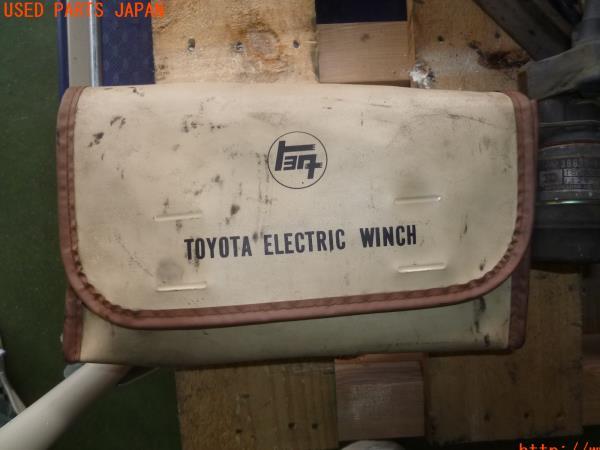 USED PARTS JAPAN
トヨタ
TOYOTA ELECTRIC WINCH